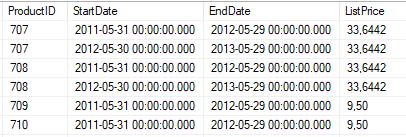 ProductID StartDate EndDate ListPrice
707 2011-05-31 00:00:00.000 2012-05-29 00:00:00.000 33,6442
707 2012-05-30 00:00:00.000 2013-05-29 00:00:00.000 33,6442
708 2011-05-31 00:00:00.000 2012-05-29 00:00:00.000 33,6442
708 2012-05-30 00:00:00.000 2013-05-29 00:00:00.000 33,6442
709 2011-05-31 00:00:00.000 2012-05-29 00:00:00.000 9,50
710 2011-05-31 00:00:00.000 2012-05-29 00:00:00.000 9,50